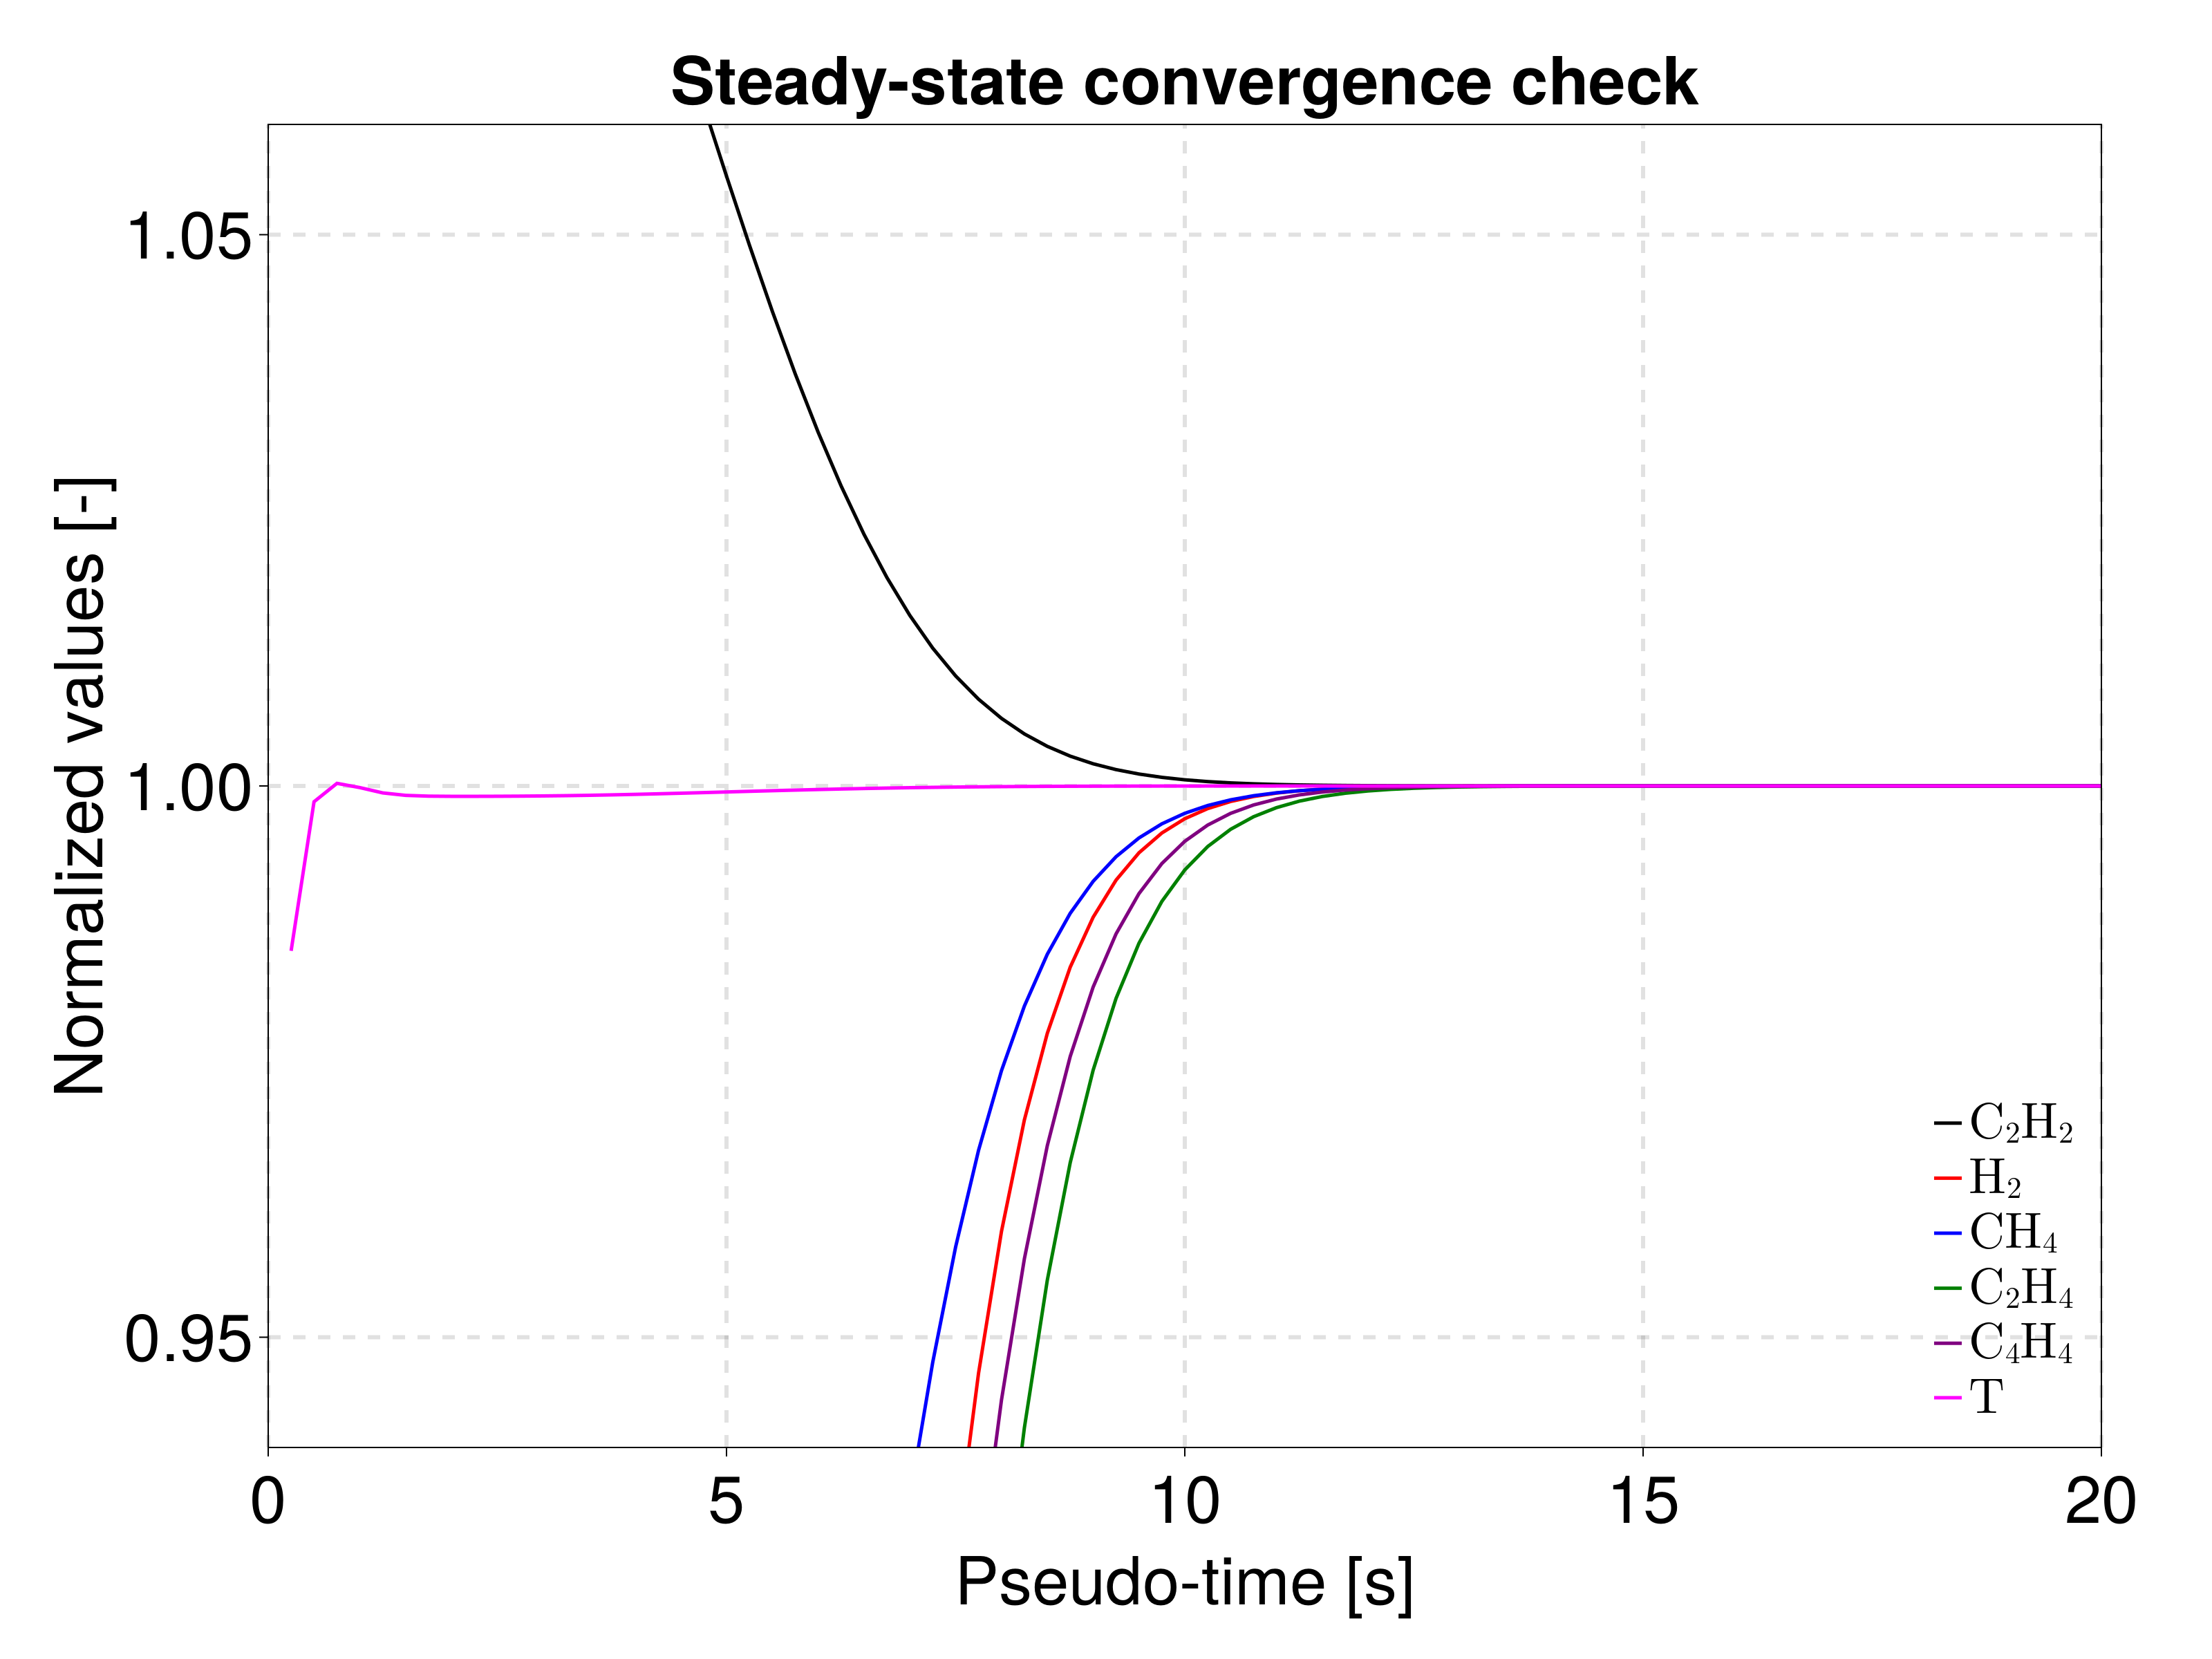 Steady-state convergence check
Normalized values [-]
1.05
1.00
0.95
C₂H₂
H₂
CH₄
C₂H₄
C₄H₄
T
0 5 10 15 20
Pseudo-time [s]